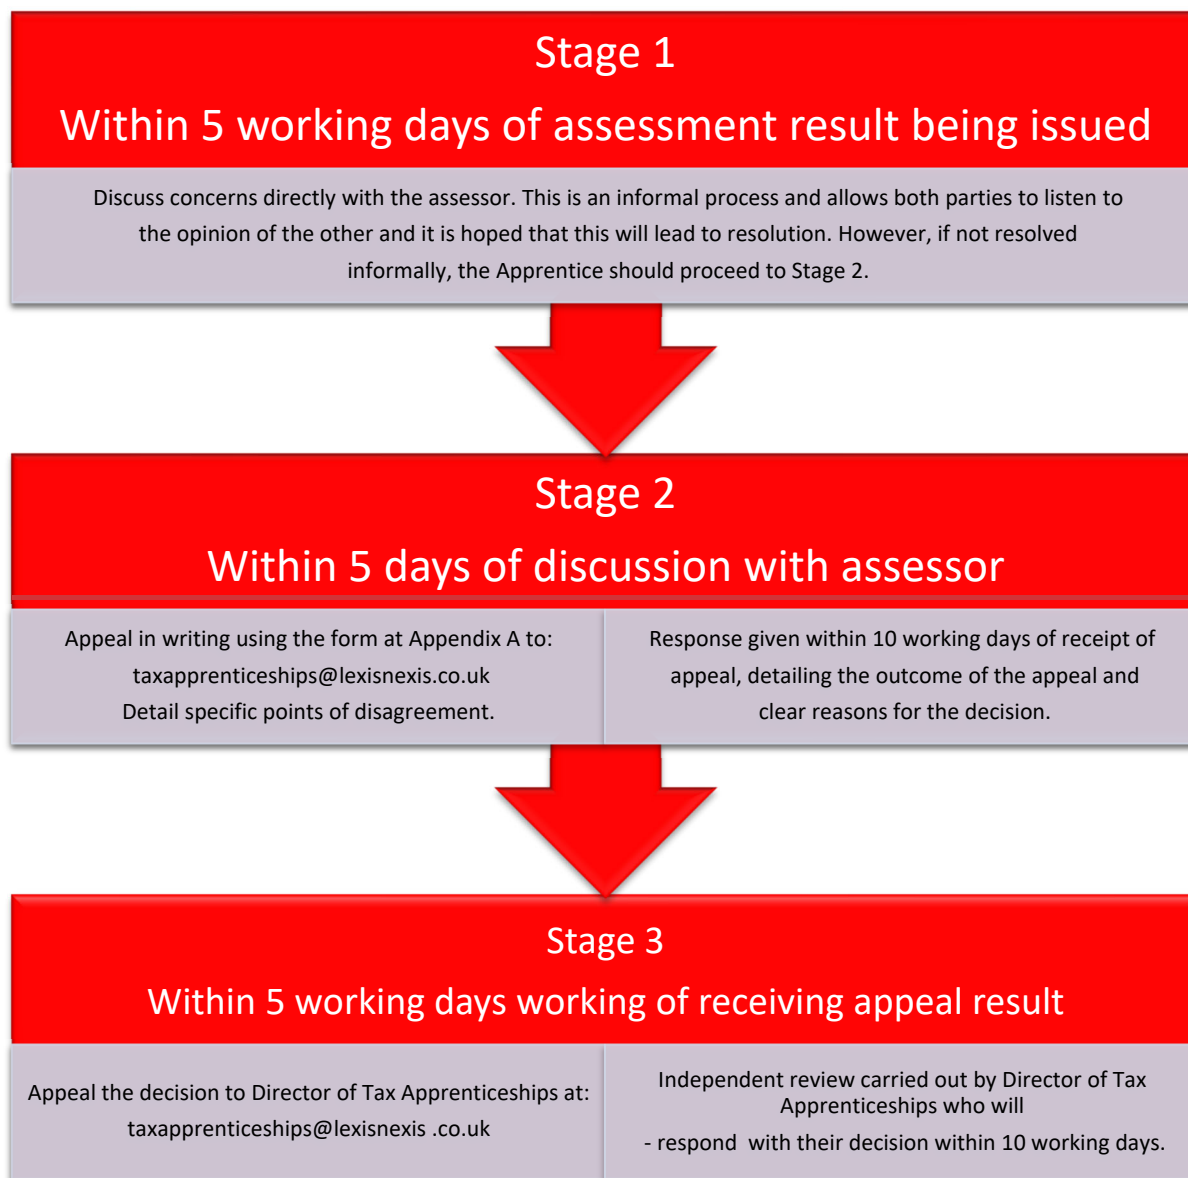 Stage 1
Within 5 working days of assessment result being issued
Discuss concerns directly with the assessor. This is an informal process and allows both parties to listen to
the opinion of the other and it is hoped that this will lead to resolution. However, if not resolved
informally, the Apprentice should proceed to Stage 2.
Stage 2
Within 5 days of discussion with assessor
Appeal in writing using the form at Appendix A to:
taxapprenticeships@lexisnexis.co.uk
Detail specific points of disagreement.
Response given within 10 working days of receipt of
appeal, detailing the outcome of the appeal and
clear reasons for the decision.
Stage 3
Within 5 working days working of receiving appeal result
Appeal the decision to Director of Tax Apprenticeships at:
taxapprenticeships@lexisnexis .co.uk
Independent review carried out by Director of Tax
Apprenticeships who will
- respond  with their decision within 10 working days.